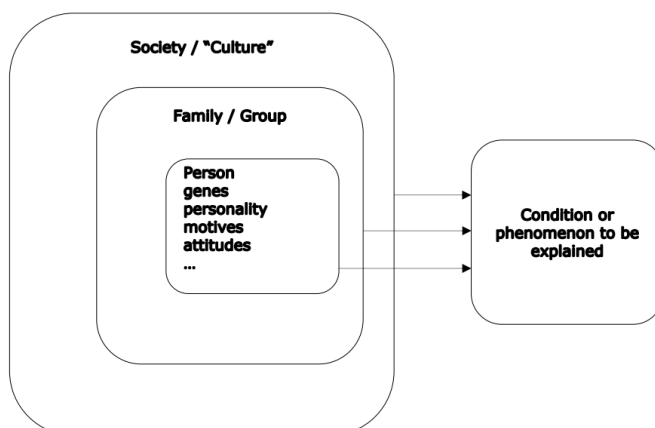 Society / “Culture”
Family / Group
Person
genes
personality
motives
attitudes
...
Condition or
phenomenon to be
explained